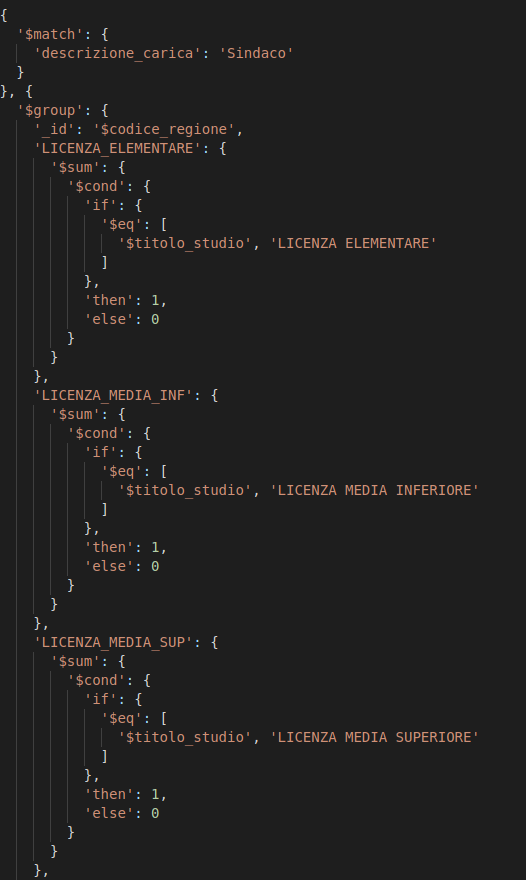 {
  '$match': {
    'descrizione_carica': 'Sindaco'
  }
}, {
  '$group': {
    '_id': '$codice_regione',
    'LICENZA_ELEMENTARE': {
      '$sum': {
        '$cond': {
          'if': {
            '$eq': [
              '$titolo_studio', 'LICENZA ELEMENTARE'
            ]
          },
          'then': 1,
          'else': 0
        }
      }
    },
    'LICENZA_MEDIA_INF': {
      '$sum': {
        '$cond': {
          'if': {
            '$eq': [
              '$titolo_studio', 'LICENZA MEDIA INFERIORE'
            ]
          },
          'then': 1,
          'else': 0
        }
      }
    },
    'LICENZA_MEDIA_SUP': {
      '$sum': {
        '$cond': {
          'if': {
            '$eq': [
              '$titolo_studio', 'LICENZA MEDIA SUPERIORE'
            ]
          },
          'then': 1,
          'else': 0
        }
      }
    },